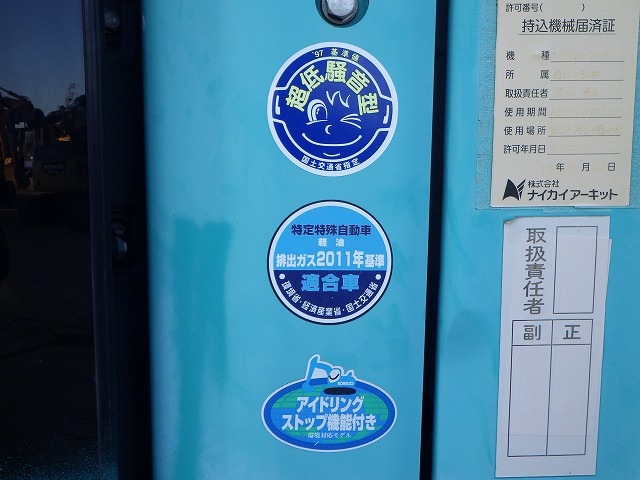 '97 基準値
超低騒音型
国土交通省指定
特定特殊自動車
軽油
排出ガス2011年基準
適合車
環境省・経済産業省・国土交通省
アイドリング
ストップ機能付き
環境対応モデル
許可番号( )
持込機械届済証
機種
所属
取扱責任者
使用期間
使用場所
許可年月日
年 月 日
株式会社
ナイカイアーキット
取扱責任者
副 正